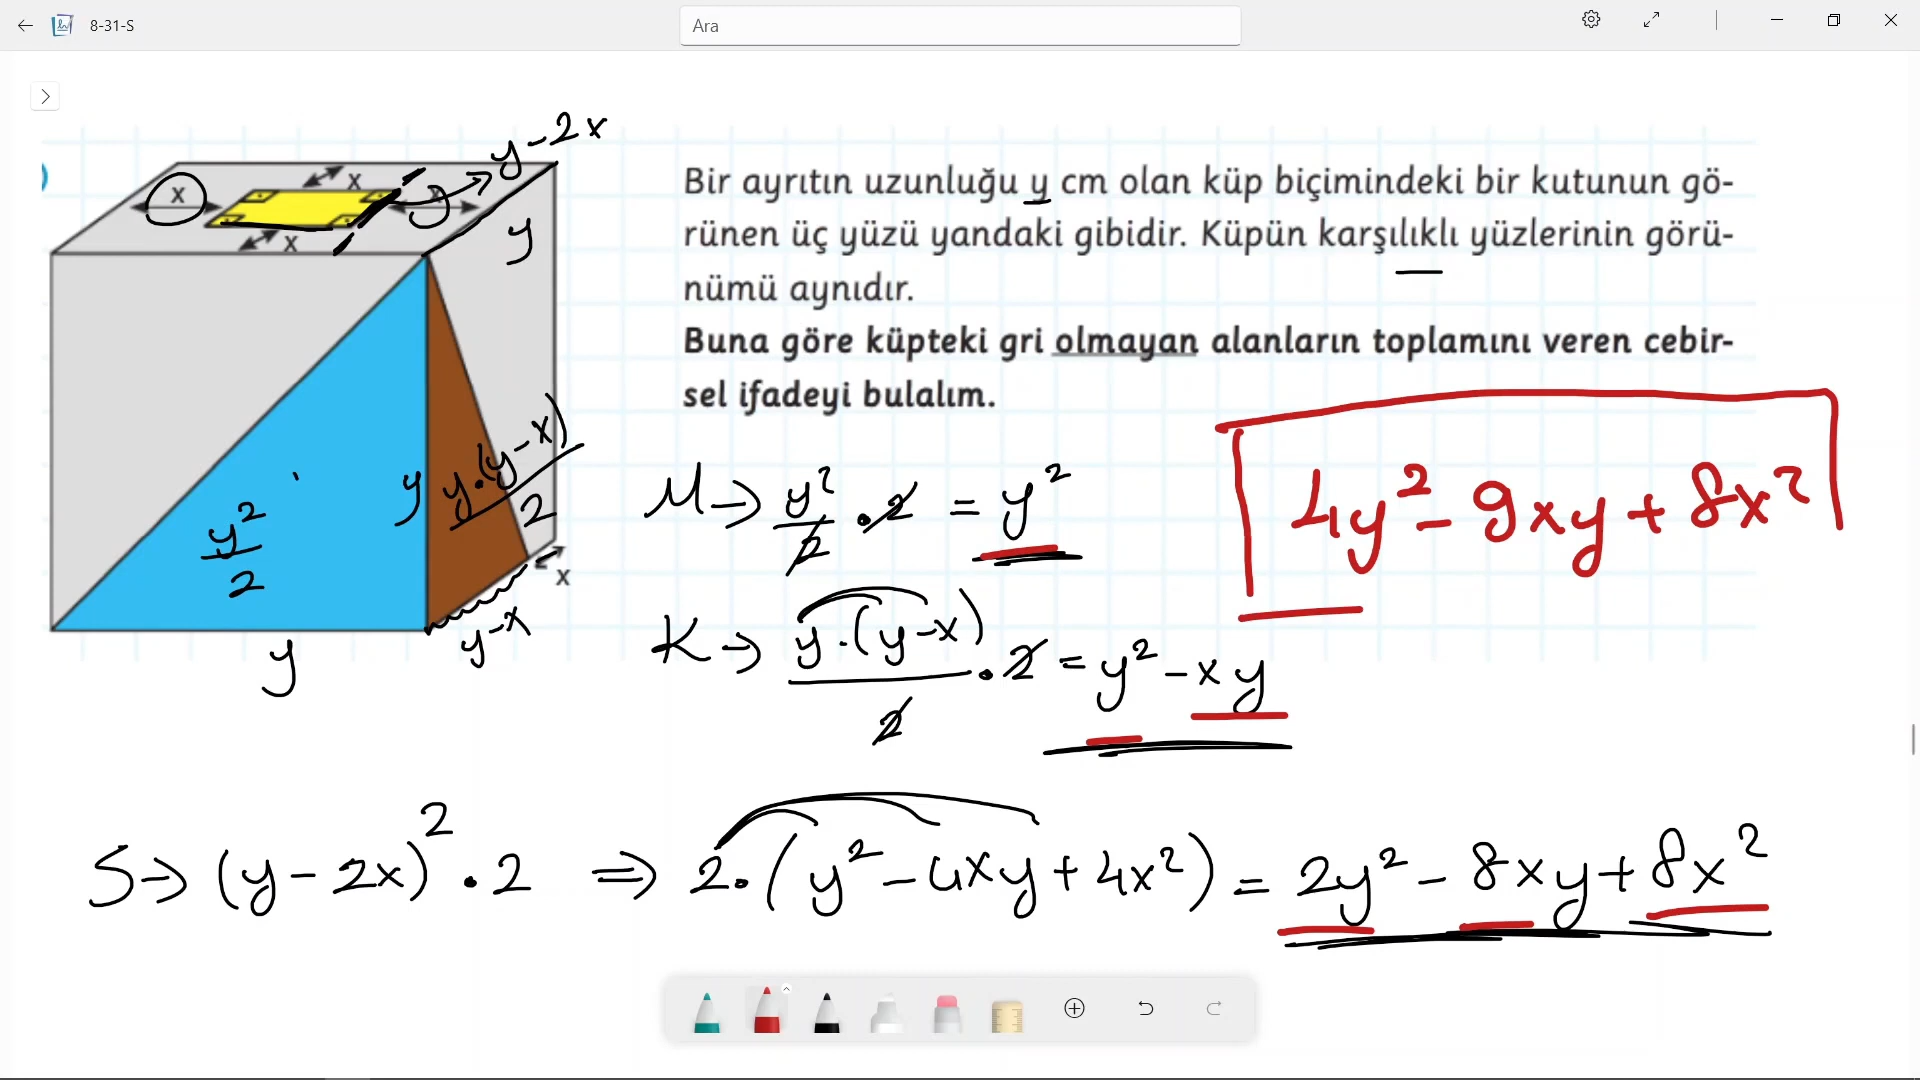 8-31-S
Ara
y-2x
x
x
x
x
y
Bir ayrıtın uzunluğu y cm olan küp biçimindeki bir kutunun gö-
rünen üç yüzü yandaki gibidir. Küpün karşılıklı yüzlerinin görü-
nümü aynıdır.
Buna göre küpteki gri olmayan alanların toplamını veren cebir-
sel ifadeyi bulalım.
y²/2
y
y.(y-x)/2
x
y-x
y
M→ y²/2 . 2 = y²
4y²-9xy+8x²
K→ y.(y-x)/2 . 2 = y²-xy
S→ (y-2x)².2 ⇒ 2.(y²-4xy+4x²) = 2y²-8xy+8x²